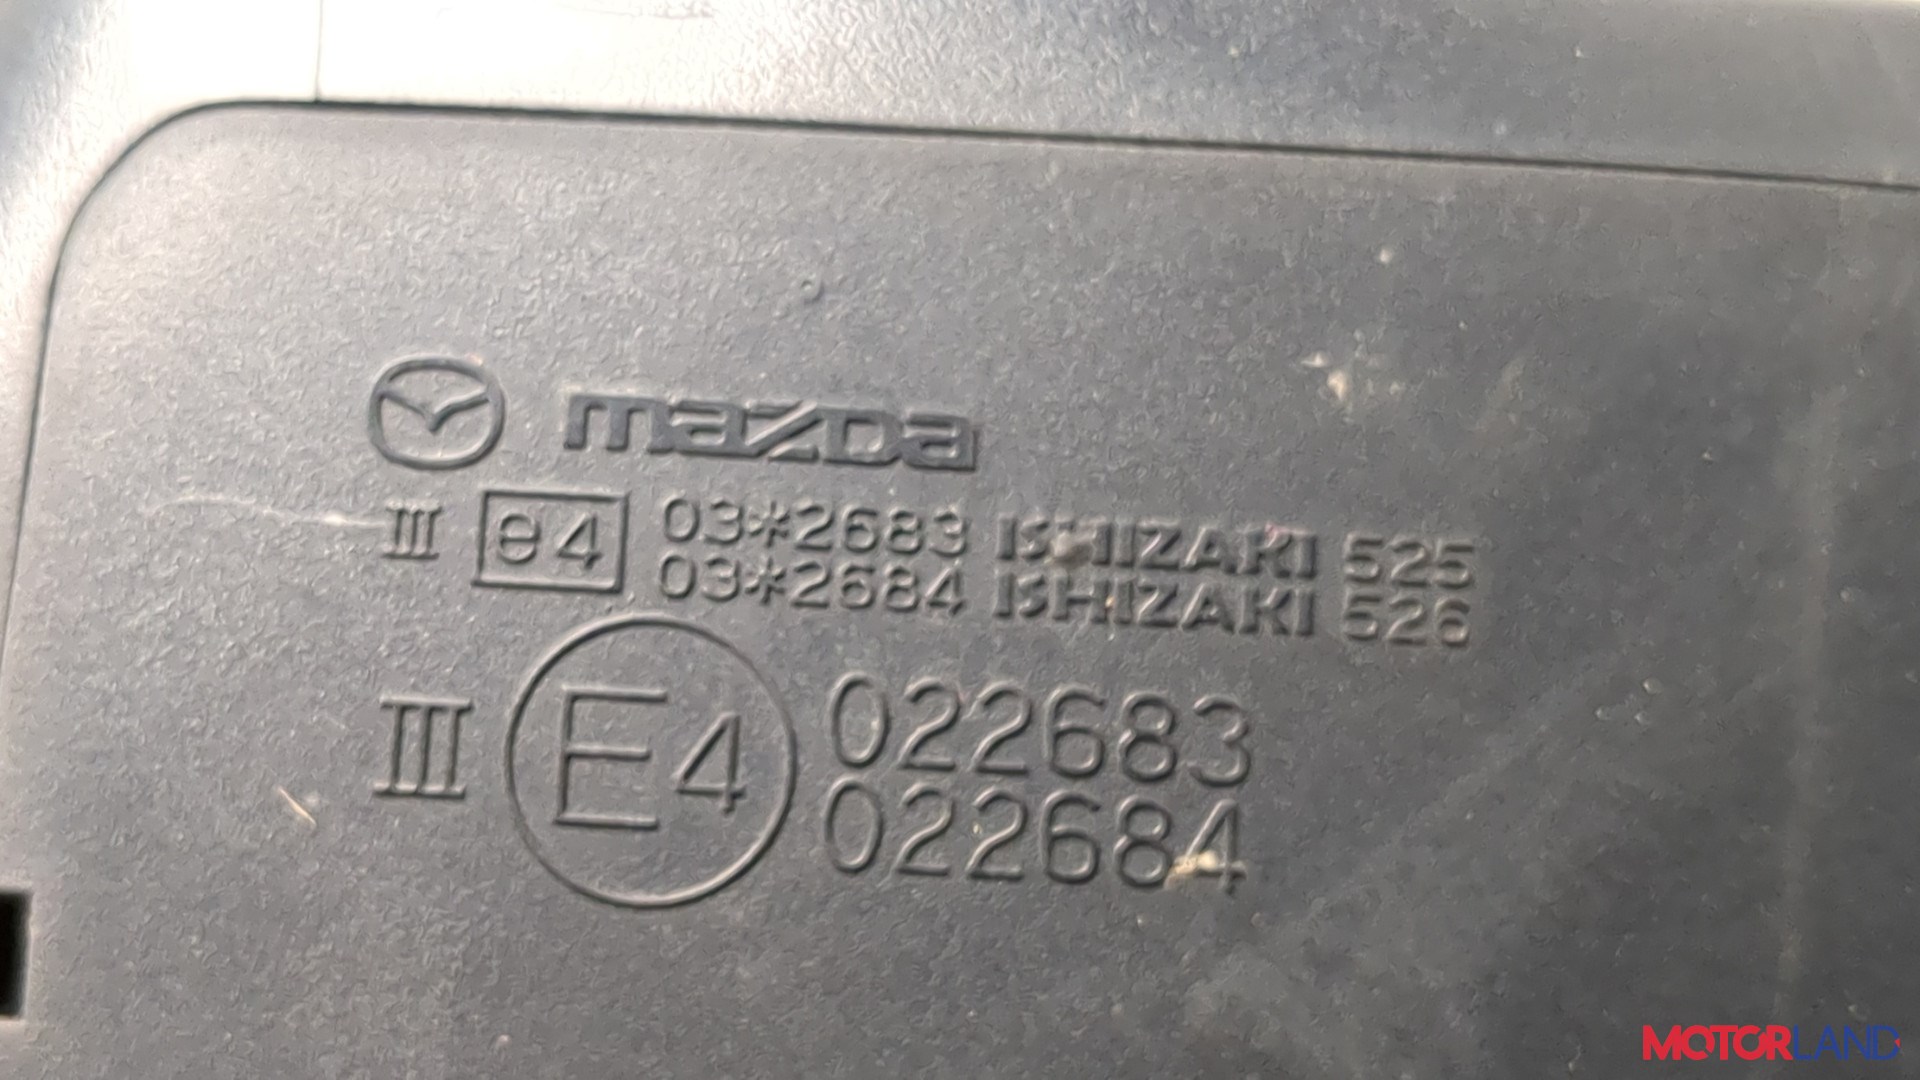 mazda
III e4 03*2683 ISHIZAKI 525
03*2684 ISHIZAKI 526
III E4 022683
022684
MOTORLAND